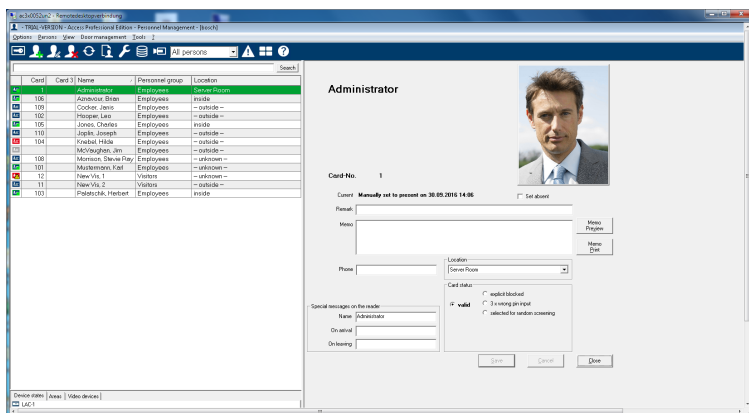 ac3x0052un2 - Remotedesktopverbindung
- TRIAL-VERSION - Access Professional Edition - Personnel Management - [bosch]
Options Persons View Door management Tools ?
All persons
Search
Card Card 3 Name Personnel group Location
1 Administrator Employees Server Room
106 Aznavour, Brian Employees inside
109 Cocker, Janis Employees -- outside --
102 Hooper, Leo Employees -- outside --
105 Jones, Charles Employees inside
110 Joplin, Joseph Employees -- outside --
104 Knebel, Hilde Employees -- outside --
McVaughan, Jim Employees -- outside --
108 Morrison, Stevie Ray Employees -- unknown --
101 Mustermann, Karl Employees -- unknown --
12 New Vis, 1 Visitors -- unknown --
11 New Vis, 2 Visitors -- outside --
103 Palatschik, Herbert Employees inside
Administrator
Card-No. 1
Current Manually set to present on 30.09.2016 14:06
Set absent
Remark
Memo
Memo Preview
Memo Print
Phone
Location
Server Room
Card status
valid
explicit blocked
3 x wrong pin input
selected for random screening
Special messages on the reader
Name Administrator
On arrival
On leaving
Save Cancel Close
Device states Areas Video devices
LAC-1